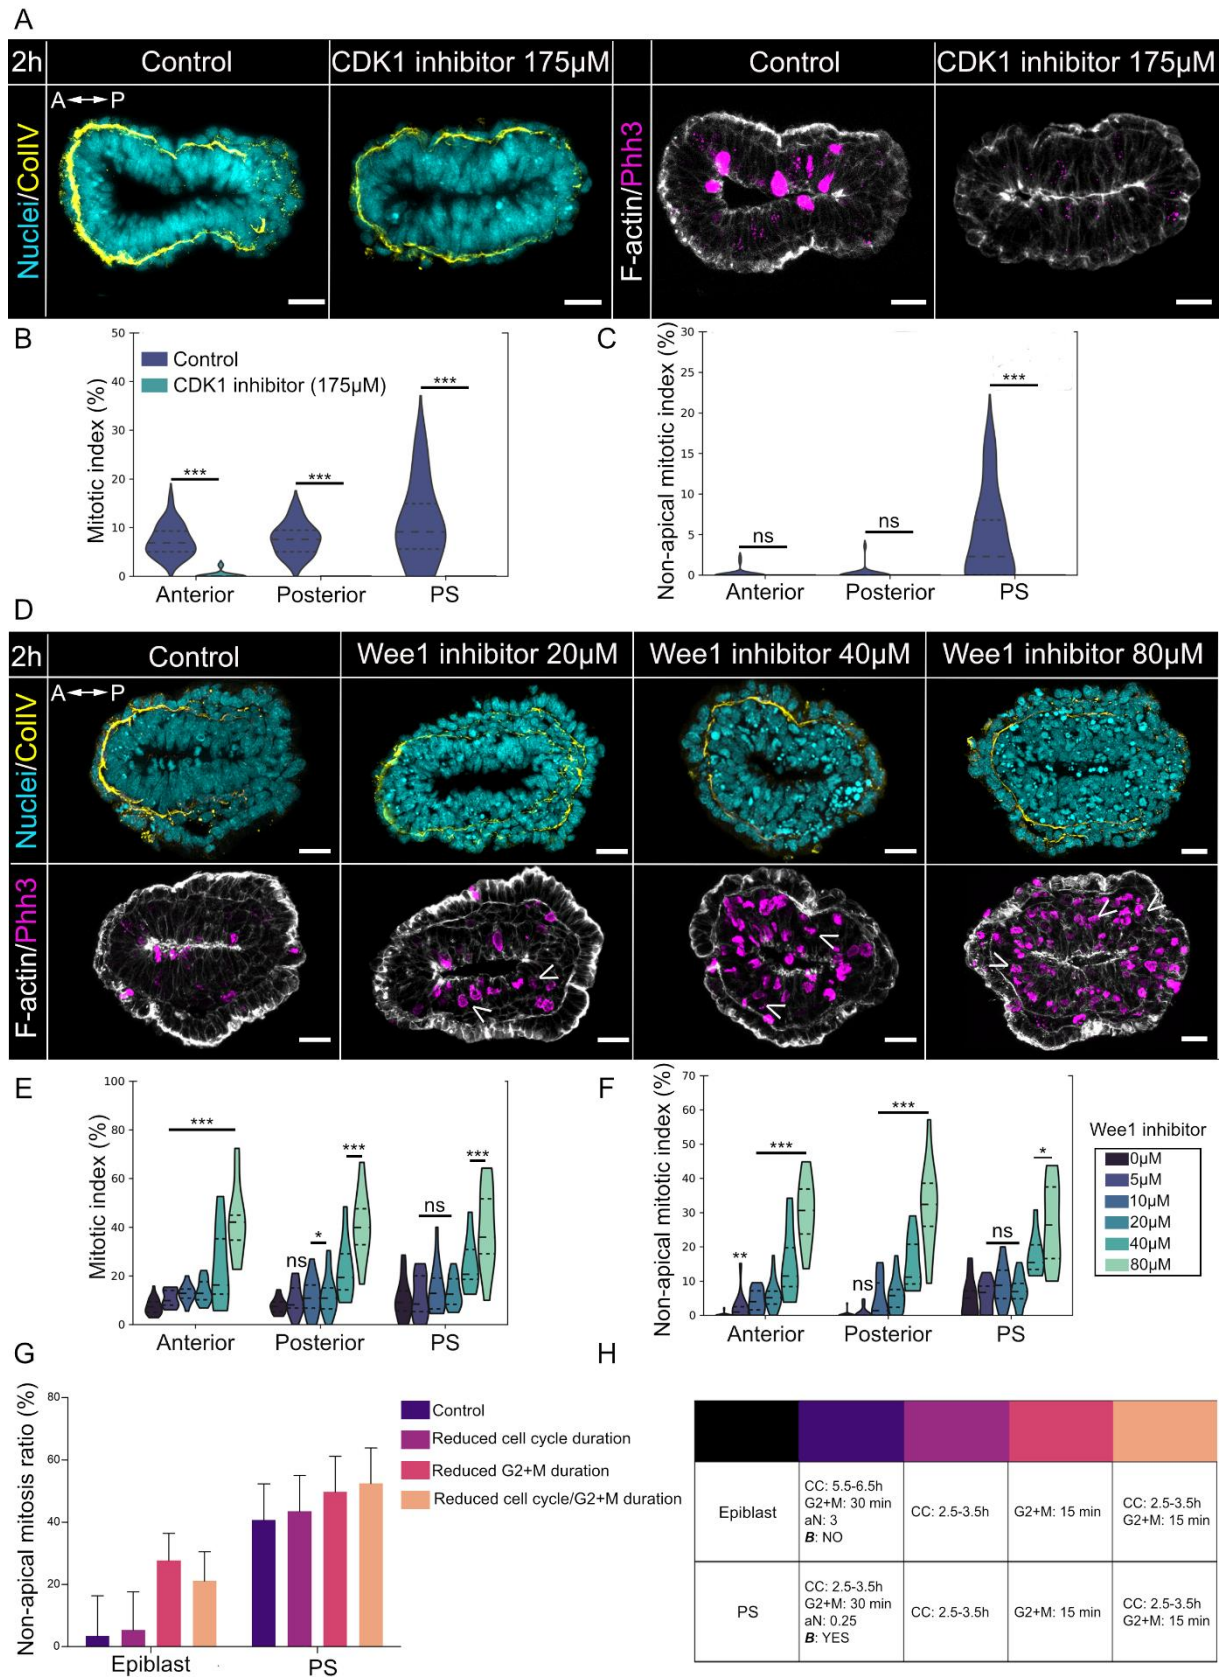 A
2h
Control
CDK1 inhibitor 175µM
Control
CDK1 inhibitor 175µM
A P
Nuclei/ColIV
F-actin/Phh3
B
Mitotic index (%)
50
40
30
20
10
0
Control
CDK1 inhibitor (175µM)
***
***
***
Anterior
Posterior
PS
C
Non-apical mitotic index (%)
30
25
20
15
10
5
0
ns
ns
***
Anterior
Posterior
PS
D
2h
Control
Wee1 inhibitor 20µM
Wee1 inhibitor 40µM
Wee1 inhibitor 80µM
A P
Nuclei/ColIV
F-actin/Phh3
E
Mitotic index (%)
100
80
60
40
20
0
***
ns
*
***
ns
***
Anterior
Posterior
PS
F
Non-apical mitotic index (%)
70
60
50
40
30
20
10
0
**
***
ns
***
ns
*
Anterior
Posterior
PS
Wee1 inhibitor
0µM
5µM
10µM
20µM
40µM
80µM
G
Non-apical mitosis ratio (%)
80
60
40
20
0
Epiblast
PS
Control
Reduced cell cycle duration
Reduced G2+M duration
Reduced cell cycle/G2+M duration
H
Epiblast
CC: 5.5-6.5h
G2+M: 30 min
aN: 3
B: NO
CC: 2.5-3.5h
G2+M: 15 min
CC: 2.5-3.5h
G2+M: 15 min
PS
CC: 2.5-3.5h
G2+M: 30 min
aN: 0.25
B: YES
CC: 2.5-3.5h
G2+M: 15 min
CC: 2.5-3.5h
G2+M: 15 min